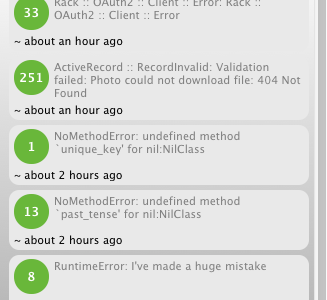 33
Rack :: OAuth2 :: Client :: Error: Rack ::
OAuth2 :: Client :: Error
~ about an hour ago
251
ActiveRecord :: RecordInvalid: Validation
failed: Photo could not download file: 404 Not
Found
~ about an hour ago
1
NoMethodError: undefined method
`unique_key' for nil:NilClass
~ about 2 hours ago
13
NoMethodError: undefined method
`past_tense' for nil:NilClass
~ about 2 hours ago
8
RuntimeError: I've made a huge mistake